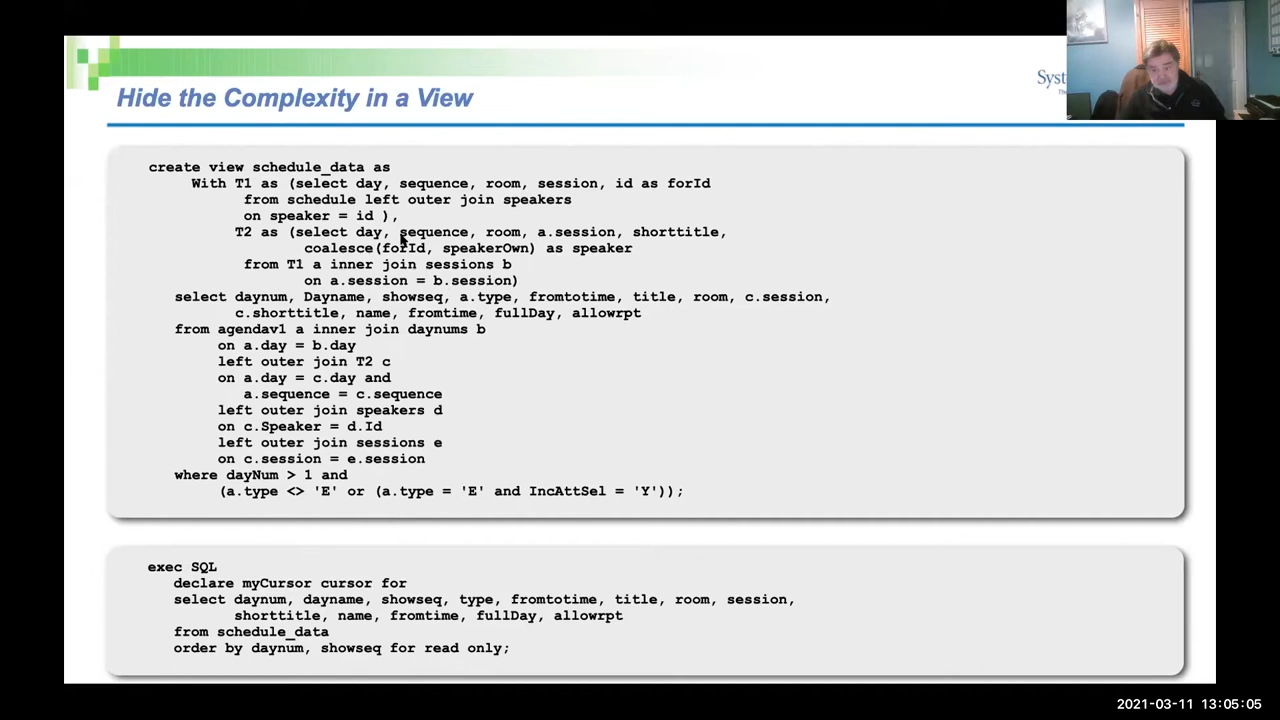 Hide the Complexity in a View
Syst
create view schedule_data as
With T1 as (select day, sequence, room, session, id as forId
from schedule left outer join speakers
on speaker = id ),
T2 as (select day, sequence, room, a.session, shorttitle,
coalesce(forId, speakerOwn) as speaker
from T1 a inner join sessions b
on a.session = b.session)
select daynum, Dayname, showseq, a.type, fromtotime, title, room, c.session,
c.shorttitle, name, fromtime, fullDay, allowrpt
from agendav1 a inner join daynums b
on a.day = b.day
left outer join T2 c
on a.day = c.day and
a.sequence = c.sequence
left outer join speakers d
on c.Speaker = d.Id
left outer join sessions e
on c.session = e.session
where dayNum > 1 and
(a.type <> 'E' or (a.type = 'E' and IncAttSel = 'Y'));
exec SQL
declare myCursor cursor for
select daynum, dayname, showseq, type, fromtotime, title, room, session,
shorttitle, name, fromtime, fullDay, allowrpt
from schedule_data
order by daynum, showseq for read only;
2021-03-11 13:05:05